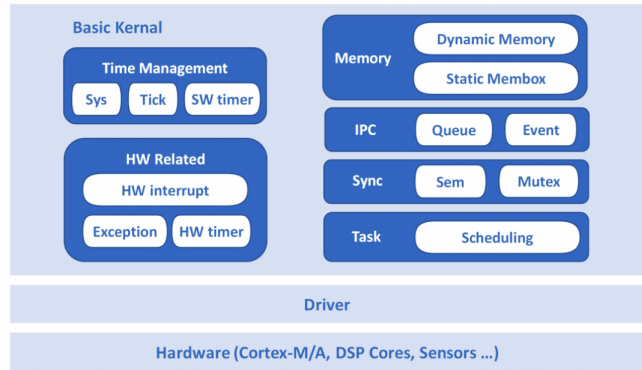 Basic Kernal
Time Management
Sys
Tick
SW timer
HW Related
HW interrupt
Exception
HW timer
Memory
Dynamic Memory
Static Membox
IPC
Queue
Event
Sync
Sem
Mutex
Task
Scheduling
Driver
Hardware (Cortex-M/A, DSP Cores, Sensors ...)